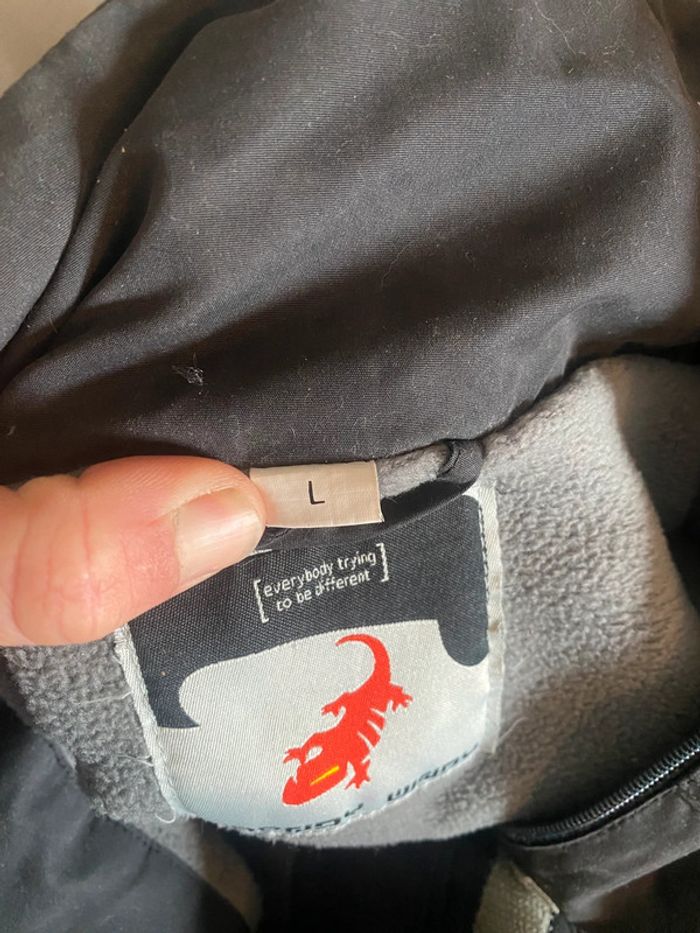 L
[everybody trying
to be different]